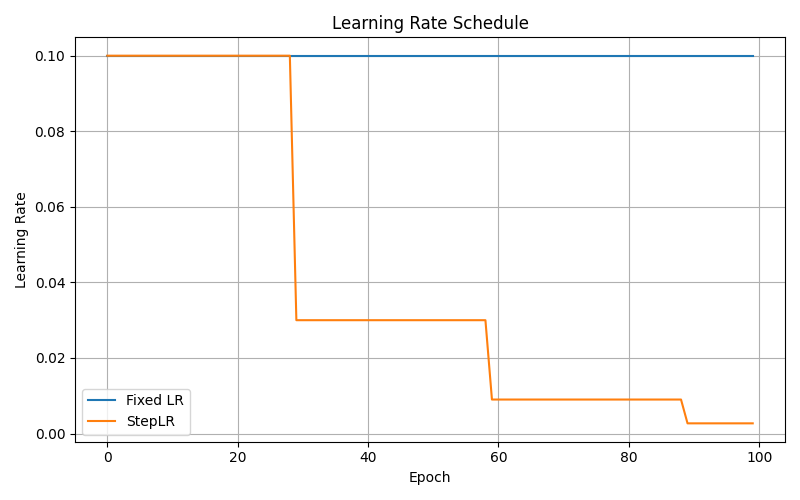 Learning Rate Schedule
Learning Rate
0.10
0.08
0.06
0.04
0.02
0.00
Fixed LR
StepLR
0 20 40 60 80 100
Epoch